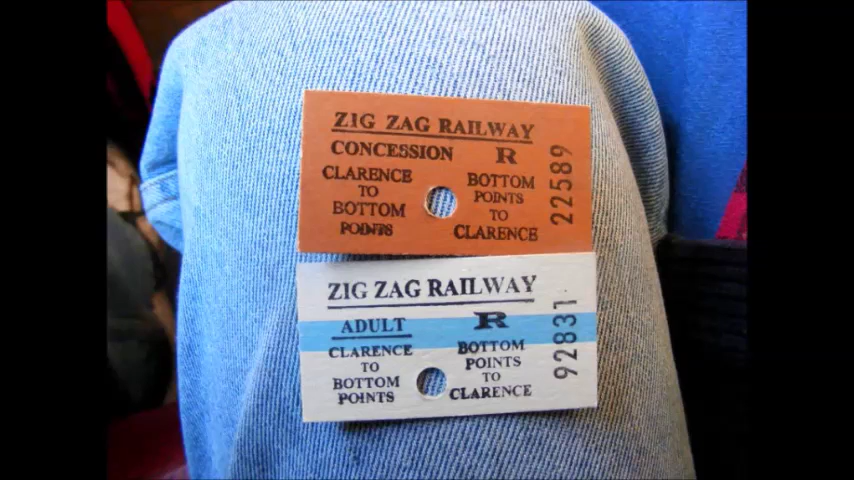 ZIG ZAG RAILWAY
CONCESSION R
CLARENCE
TO
BOTTOM
POINTS
BOTTOM
POINTS
TO
CLARENCE
22589
ZIG ZAG RAILWAY
ADULT R
CLARENCE
TO
BOTTOM
POINTS
BOTTOM
POINTS
TO
CLARENCE
92831